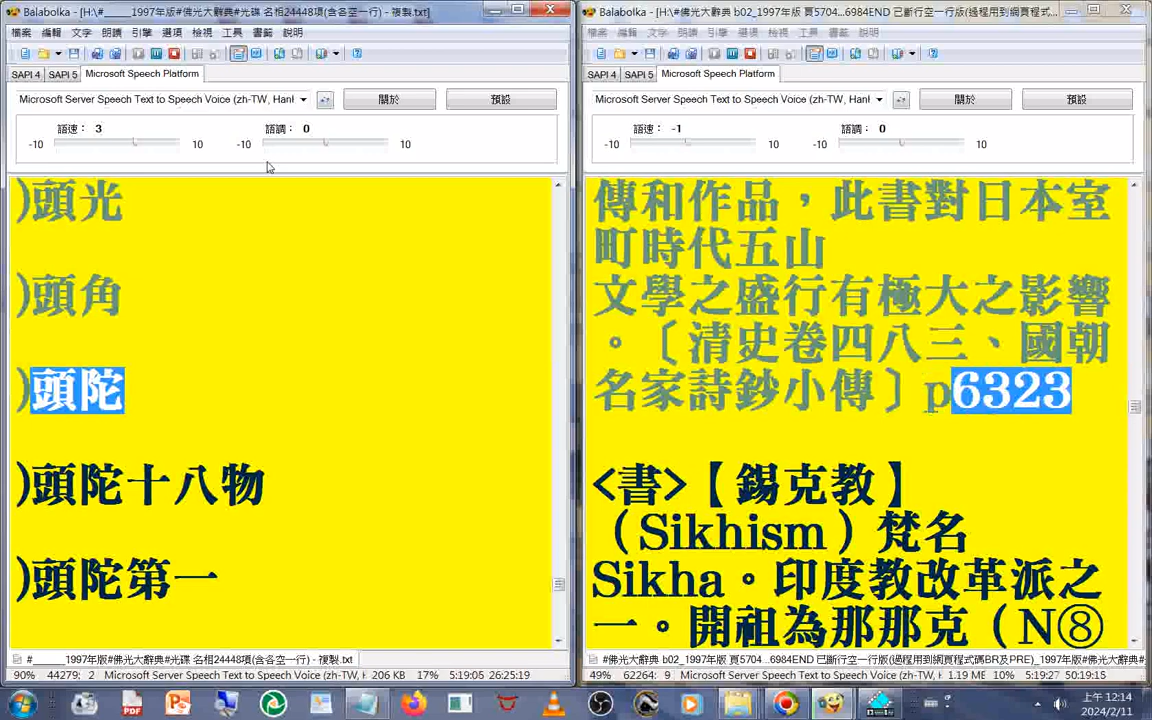 Balabolka - [H:\#_____1997年版#佛光大辭典#光碟 名相24448項(含各空一行) - 複製.txt]
檔案 編輯 文字 朗讀 引擎 選項 檢視 工具 書籤 說明
SAPI 4 SAPI 5 Microsoft Speech Platform
Microsoft Server Speech Text to Speech Voice (zh-TW, Hanl
關於 預設
語速： 3 語調： 0
-10 10 -10 10
)頭光
)頭角
)頭陀
)頭陀十八物
)頭陀第一
#_____1997年版#佛光大辭典#光碟 名相24448項(含各空一行) - 複製.txt
90% 44279: 2 Microsoft Server Speech Text to Speech Voice (zh-TW, H 206 KB 17% 5:19:05 26:25:19
Balabolka - [H:\#佛光大辭典 b02_1997年版 頁5704...6984END 已斷行空一行版(過程用到網頁程式...
檔案 編輯 文字 朗讀 引擎 選項 檢視 工具 書籤 說明
SAPI 4 SAPI 5 Microsoft Speech Platform
Microsoft Server Speech Text to Speech Voice (zh-TW, Hanl
關於 預設
語速： -1 語調： 0
-10 10 -10 10
傳和作品，此書對日本室
町時代五山
文學之盛行有極大之影響
。〔清史卷四八三、國朝
名家詩鈔小傳〕p6323
<書>【錫克教】
（Sikhism）梵名
Sikha。印度教改革派之
一。開祖為那那克（N⑧
#佛光大辭典 b02_1997年版 頁5704...6984END 已斷行空一行版(過程用到網頁程式碼BR及PRE)_1997年版#佛光大辭典#
49% 62264: 9 Microsoft Server Speech Text to Speech Voice (zh-TW, H 1.19 MB 10% 5:19:27 50:19:15
上午 12:14
2024/2/11